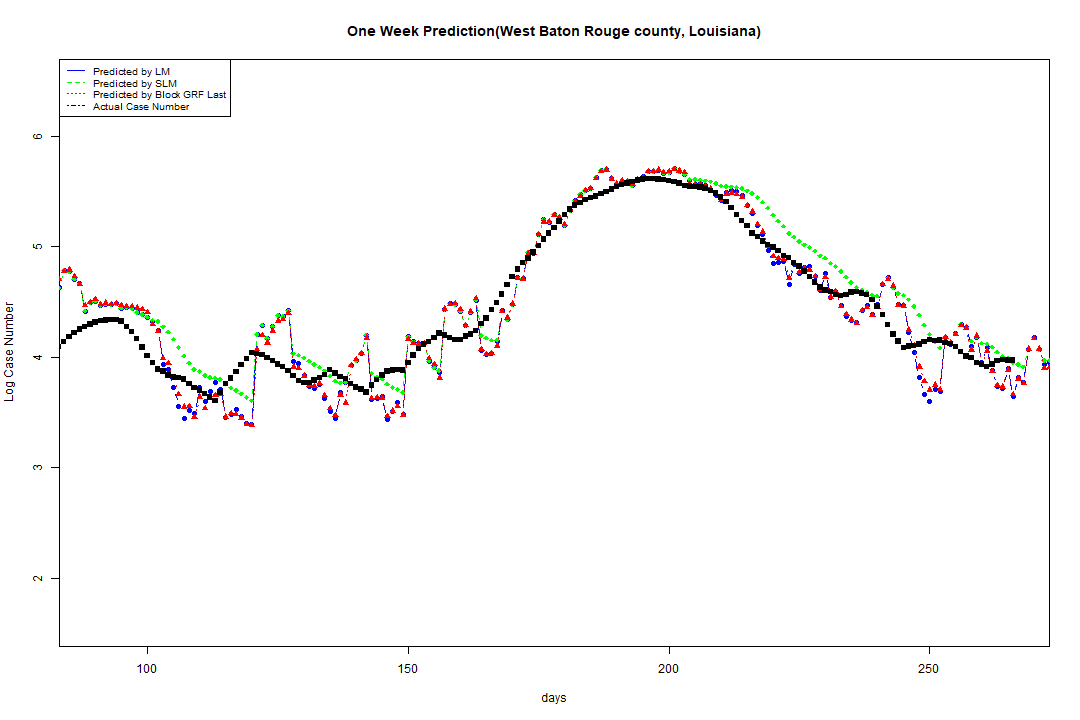 One Week Prediction(West Baton Rouge county, Louisiana)
Predicted by LM
Predicted by SLM
Predicted by Block GRF Last
Actual Case Number
6
5
4
3
2
Log Case Number
100 150 200 250
days